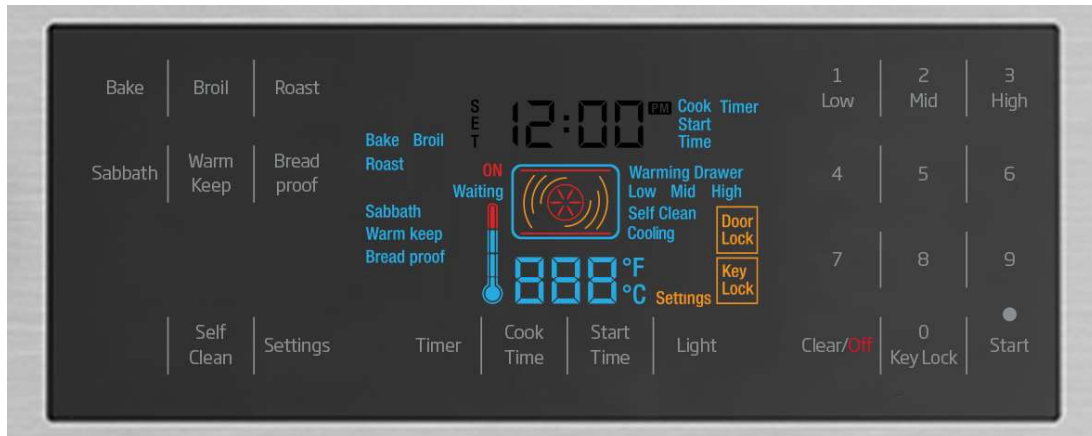 Bake Broil Roast
Sabbath Warm Keep Bread proof
Self Clean Settings
SET 12:00 PM Cook Timer
Start
Time
Bake Broil
Roast
ON
Waiting
Sabbath
Warm keep
Bread proof
Warming Drawer
Low Mid High
Self Clean
Cooling
Door Lock
888 °F
°C
Settings
Key Lock
Timer Cook Time Start Time Light
1 Low 2 Mid 3 High
4 5 6
7 8 9
Clear/Off 0 Key Lock Start